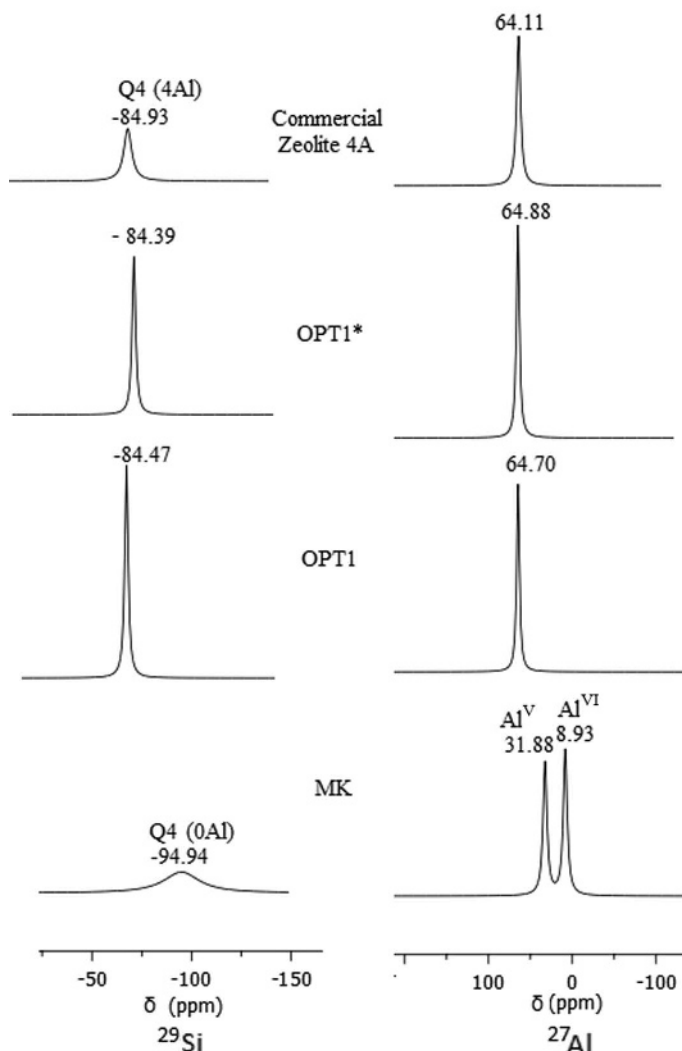 64.11
Q4 (4Al)
-84.93
Commercial
Zeolite 4A
- 84.39
64.88
OPT1*
-84.47
64.70
OPT1
Al^V
Al^VI
31.88
8.93
MK
Q4 (0Al)
-94.94
-50
-100
-150
100
0
-100
δ (ppm)
δ (ppm)
²⁹Si
²⁷Al